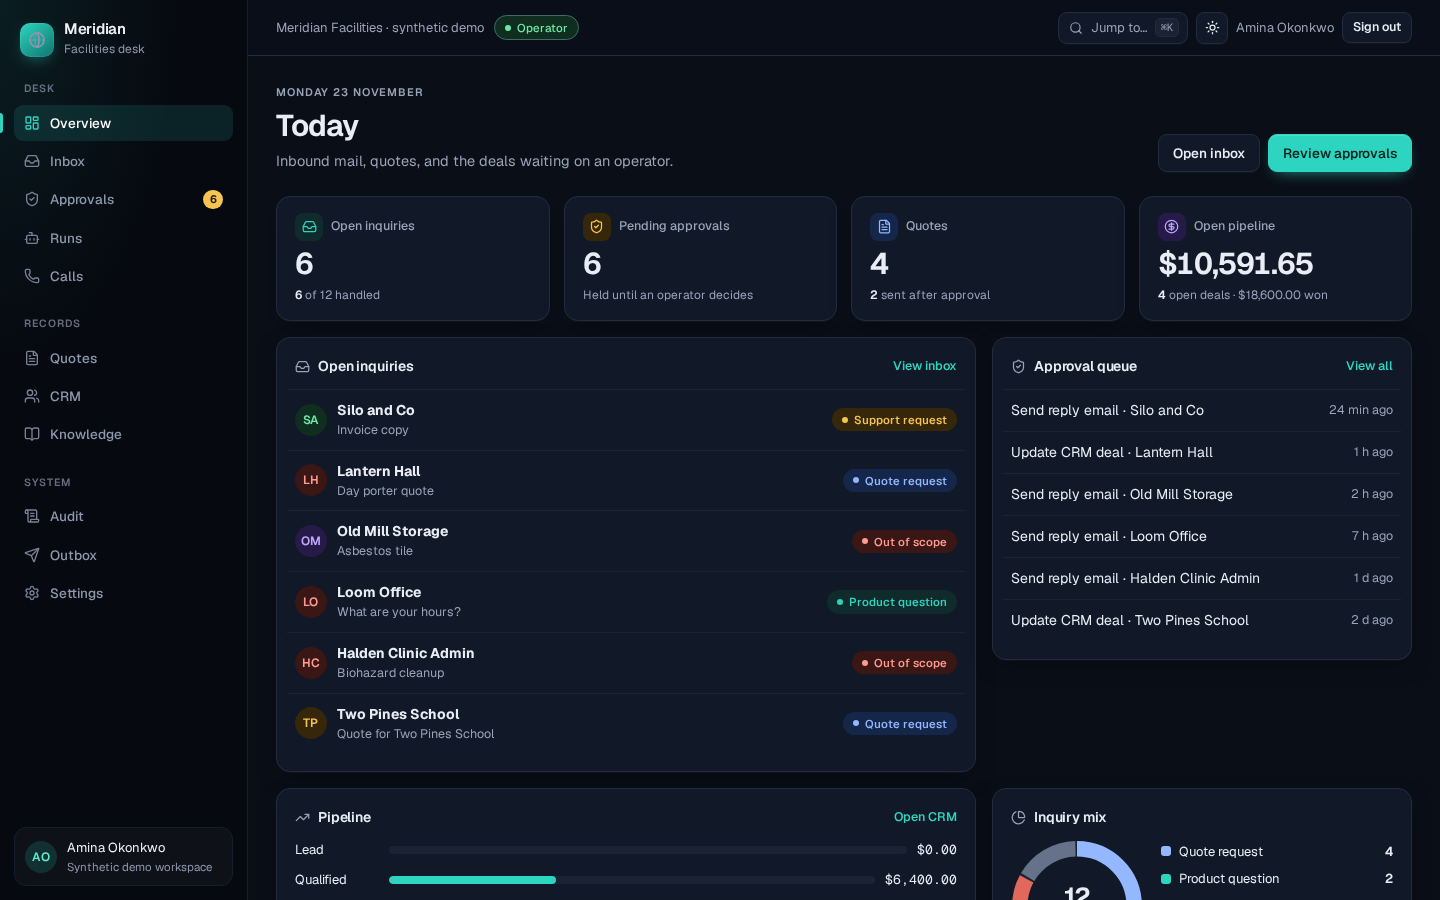 Meridian
Facilities desk
DESK
Overview
Inbox
Approvals 6
Runs
Calls
RECORDS
Quotes
CRM
Knowledge
SYSTEM
Audit
Outbox
Settings
AO
Amina Okonkwo
Synthetic demo workspace
Meridian Facilities · synthetic demo Operator
Jump to... ⌘K Amina Okonkwo Sign out
MONDAY 23 NOVEMBER
Today
Inbound mail, quotes, and the deals waiting on an operator.
Open inbox Review approvals
Open inquiries
6
6 of 12 handled
Pending approvals
6
Held until an operator decides
Quotes
4
2 sent after approval
Open pipeline
$10,591.65
4 open deals · $18,600.00 won
Open inquiries View inbox
SA Silo and Co
Invoice copy
Support request
LH Lantern Hall
Day porter quote
Quote request
OM Old Mill Storage
Asbestos tile
Out of scope
LO Loom Office
What are your hours?
Product question
HC Halden Clinic Admin
Biohazard cleanup
Out of scope
TP Two Pines School
Quote for Two Pines School
Quote request
Approval queue View all
Send reply email · Silo and Co 24 min ago
Update CRM deal · Lantern Hall 1 h ago
Send reply email · Old Mill Storage 2 h ago
Send reply email · Loom Office 7 h ago
Send reply email · Halden Clinic Admin 1 d ago
Update CRM deal · Two Pines School 2 d ago
Pipeline Open CRM
Lead $0.00
Qualified $6,400.00
Inquiry mix
12
Quote request 4
Product question 2